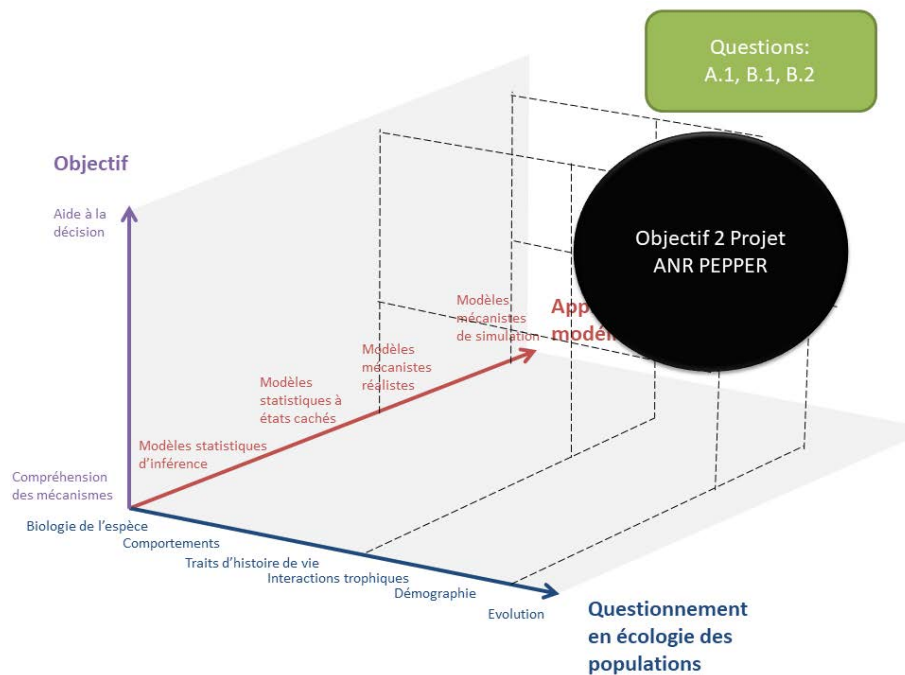 Questions:
A.1, B.1, B.2
Objectif
Aide à la
décision
Objectif 2 Projet
ANR PEPPER
Modèles
mécanistes
de simulation
Modèles
mécanistes
réalistes
Modèles
statistiques à
états cachés
Modèles statistiques
d'inférence
Compréhension
des mécanismes
Biologie de l'espèce
Comportements
Traits d'histoire de vie
Interactions trophiques
Démographie
Evolution
Questionnement
en écologie des
populations